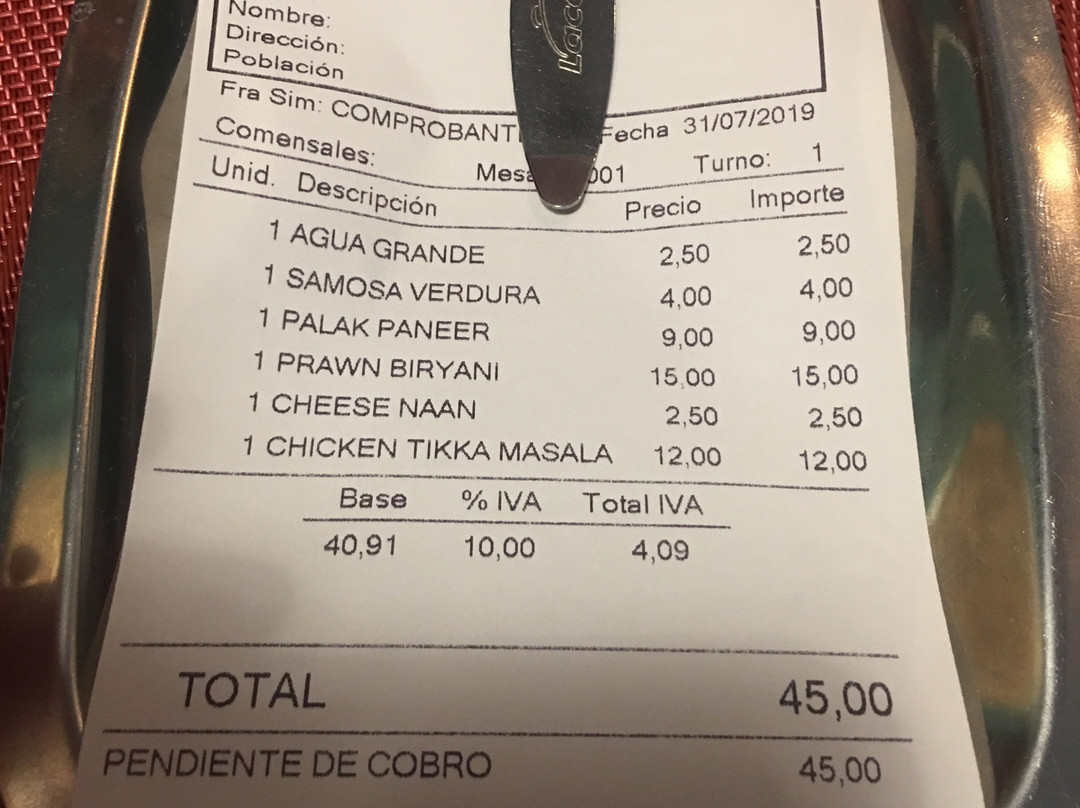 Nombre:
Dirección:
Población
Fra Sim: COMPROBANT Fecha 31/07/2019
Comensales: Mesa 001 Turno: 1
Unid. Descripción Precio Importe
1 AGUA GRANDE 2,50 2,50
1 SAMOSA VERDURA 4,00 4,00
1 PALAK PANEER 9,00 9,00
1 PRAWN BIRYANI 15,00 15,00
1 CHEESE NAAN 2,50 2,50
1 CHICKEN TIKKA MASALA 12,00 12,00
Base % IVA Total IVA
40,91 10,00 4,09
TOTAL 45,00
PENDIENTE DE COBRO 45,00